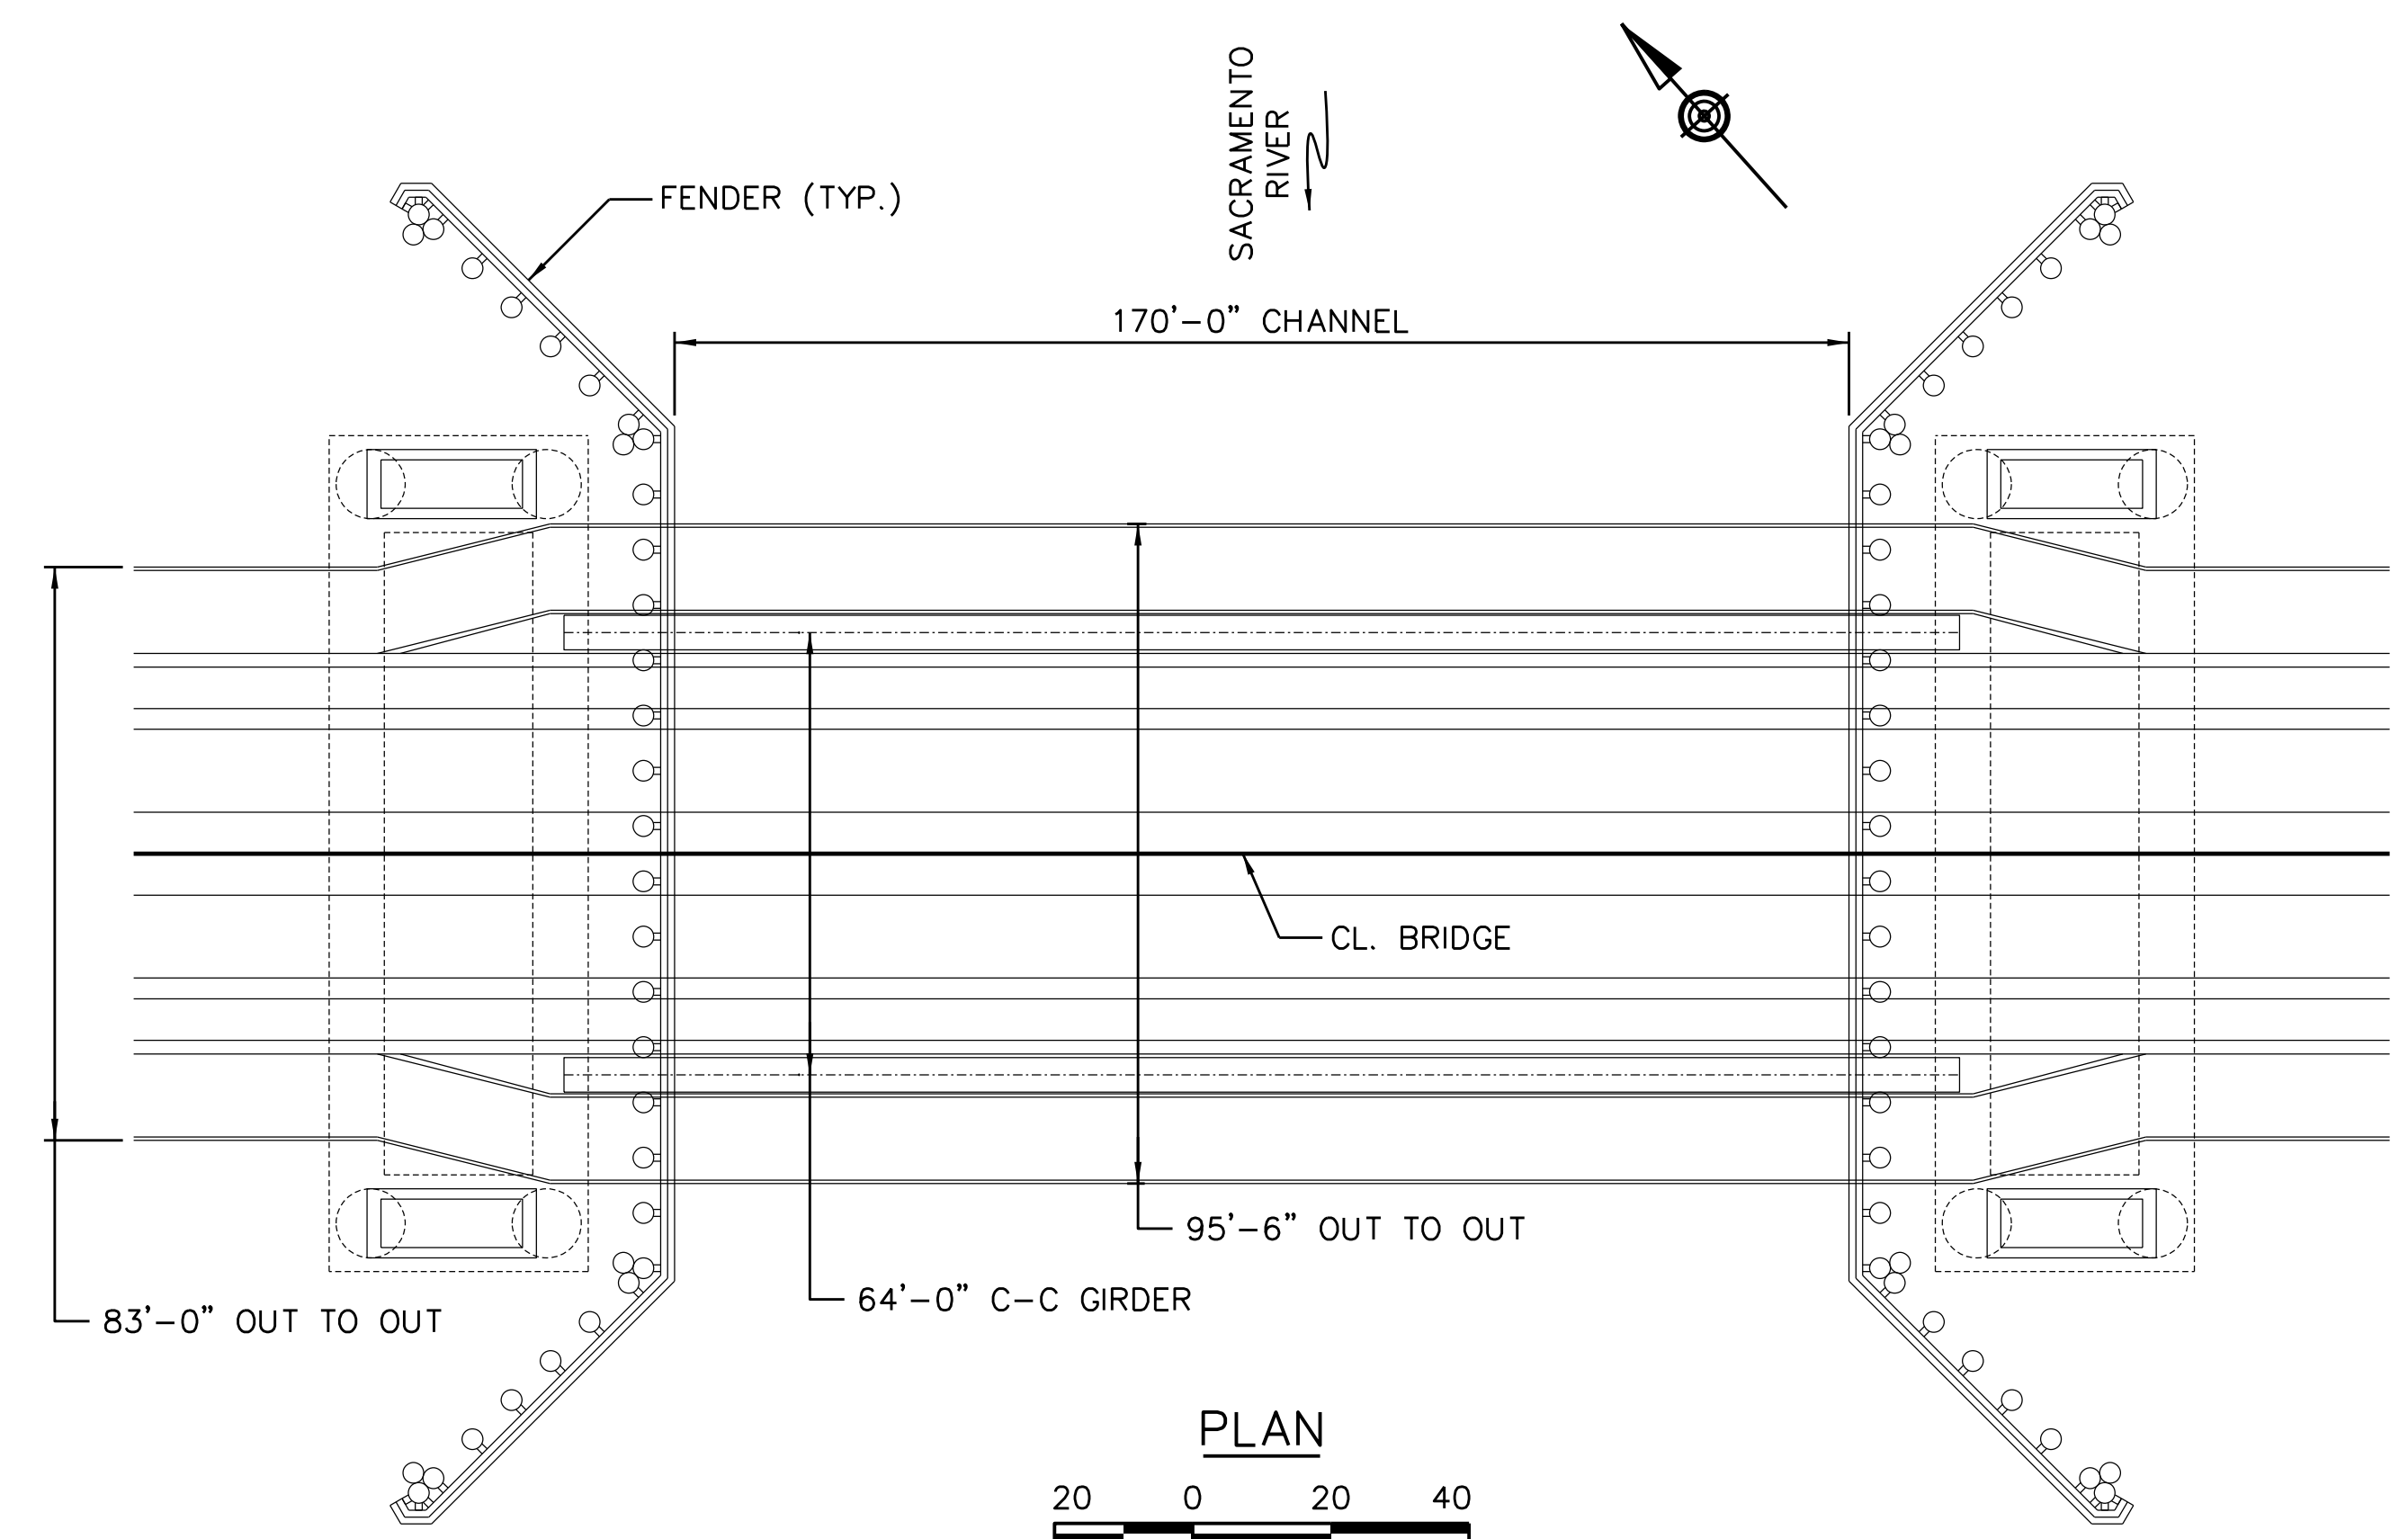 SACRAMENTO
RIVER
FENDER (TYP.)
170'-0" CHANNEL
CL. BRIDGE
95'-6" OUT TO OUT
64'-0" C-C GIRDER
83'-0" OUT TO OUT
PLAN
20 0 20 40